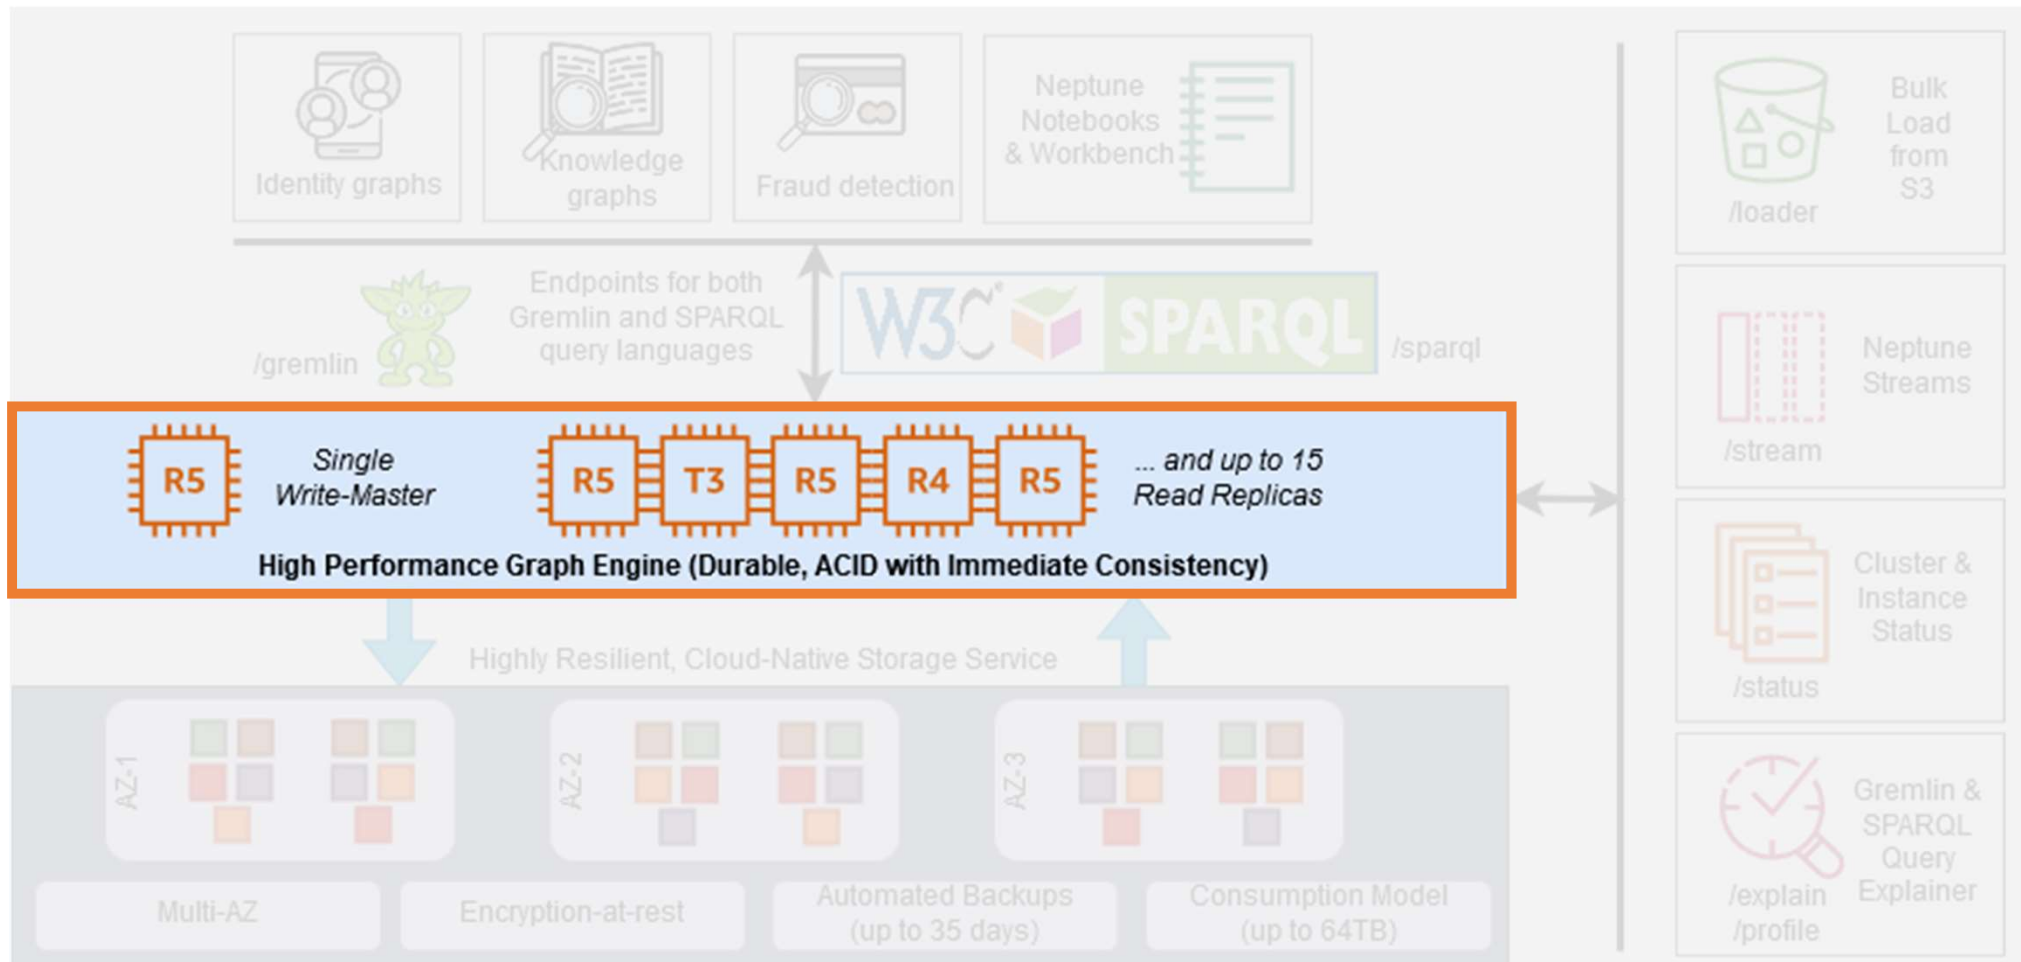 Identity graphs
Knowledge
graphs
Fraud detection
Neptune
Notebooks
& Workbench
/gremlin
Endpoints for both
Gremlin and SPARQL
query languages
W3C®
SPARQL
/sparql
R5
Single
Write-Master
R5
T3
R5
R4
R5
... and up to 15
Read Replicas
High Performance Graph Engine (Durable, ACID with Immediate Consistency)
Highly Resilient, Cloud-Native Storage Service
AZ-1
AZ-2
AZ-3
Multi-AZ
Encryption-at-rest
Automated Backups
(up to 35 days)
Consumption Model
(up to 64TB)
Bulk
Load
from
S3
/loader
Neptune
Streams
/stream
Cluster &
Instance
Status
/status
Gremlin &
SPARQL
Query
Explainer
/explain
/profile